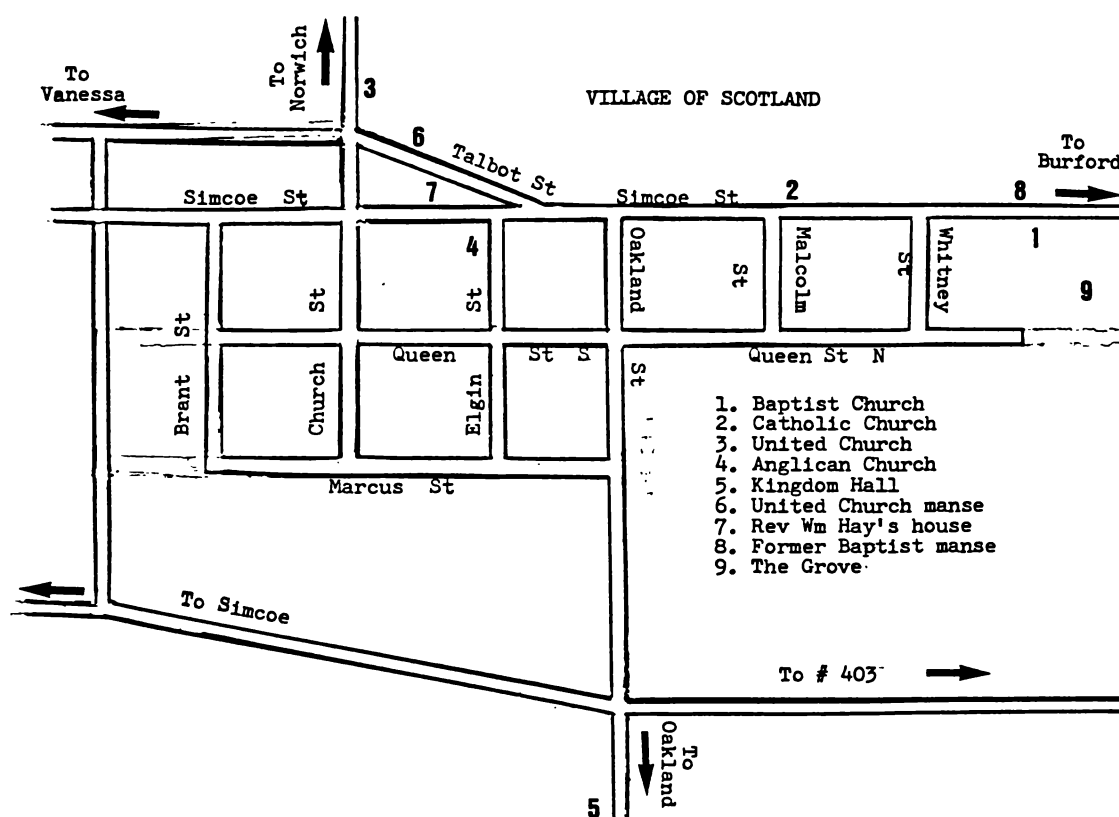 VILLAGE OF SCOTLAND
To
Norwich
To
Vanessa
3
6
Talbot St
To
Burford
Simcoe St
7
Simcoe St
2
8
4
Oakland St
Malcolm St
Whitney St
1
9
Brant St
Church St
Elgin St
Queen St S
Queen St N
Marcus St
1. Baptist Church
2. Catholic Church
3. United Church
4. Anglican Church
5. Kingdom Hall
6. United Church manse
7. Rev Wm Hay's house
8. Former Baptist manse
9. The Grove
To Simcoe
To # 403
To
Oakland
5